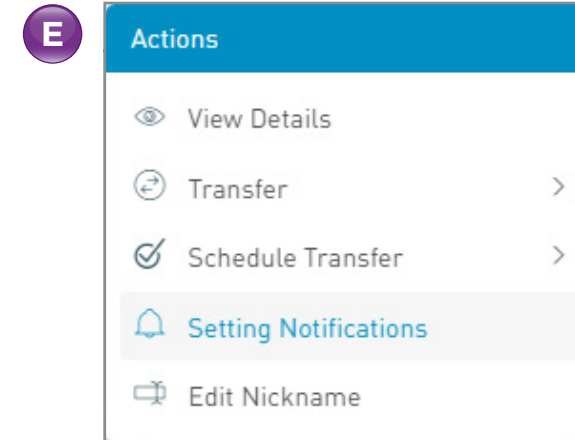 E
Actions
View Details
Transfer
Schedule Transfer
Setting Notifications
Edit Nickname